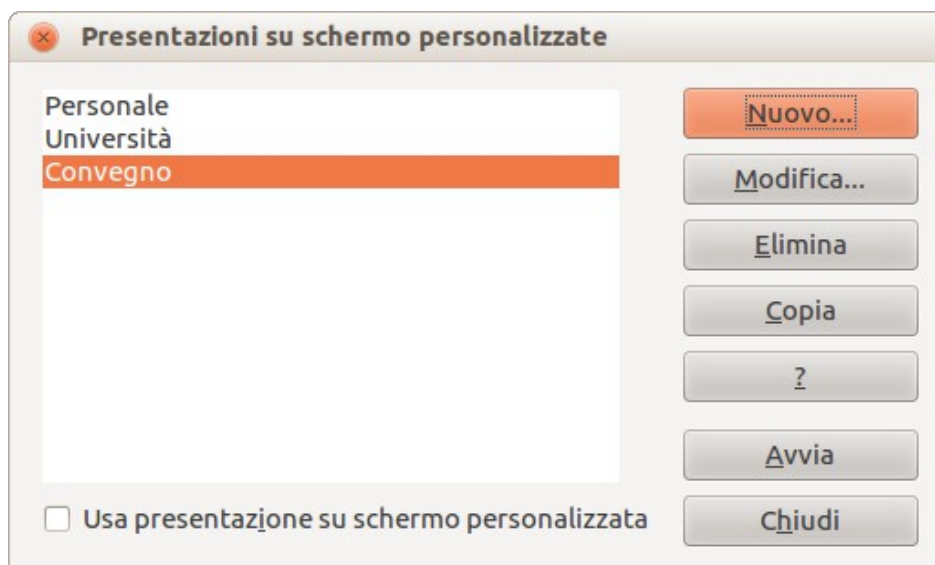 Presentazioni su schermo personalizzate
Personale
Università
Convegno
Nuovo...
Modifica...
Elimina
Copia
?
Avvia
Chiudi
Usa presentazione su schermo personalizzata